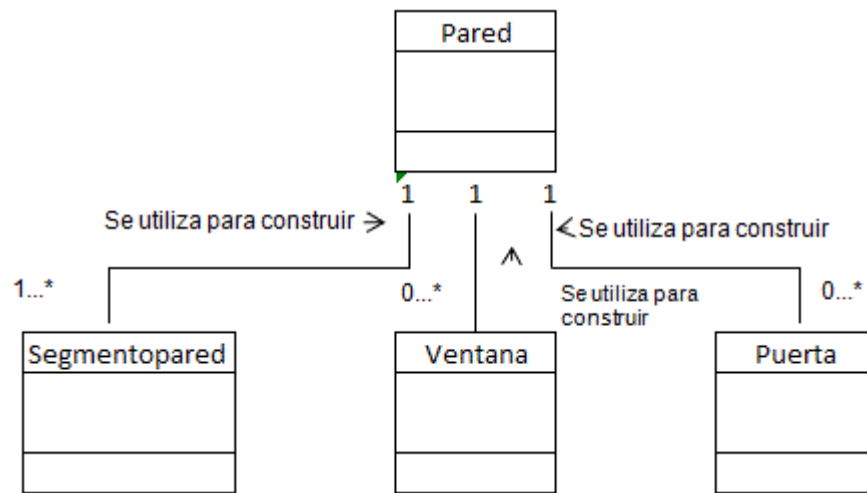 Pared
1 1 1
Se utiliza para construir
Se utiliza para construir
1...*
0...*
Se utiliza para
construir
0...*
Segmentopared
Ventana
Puerta